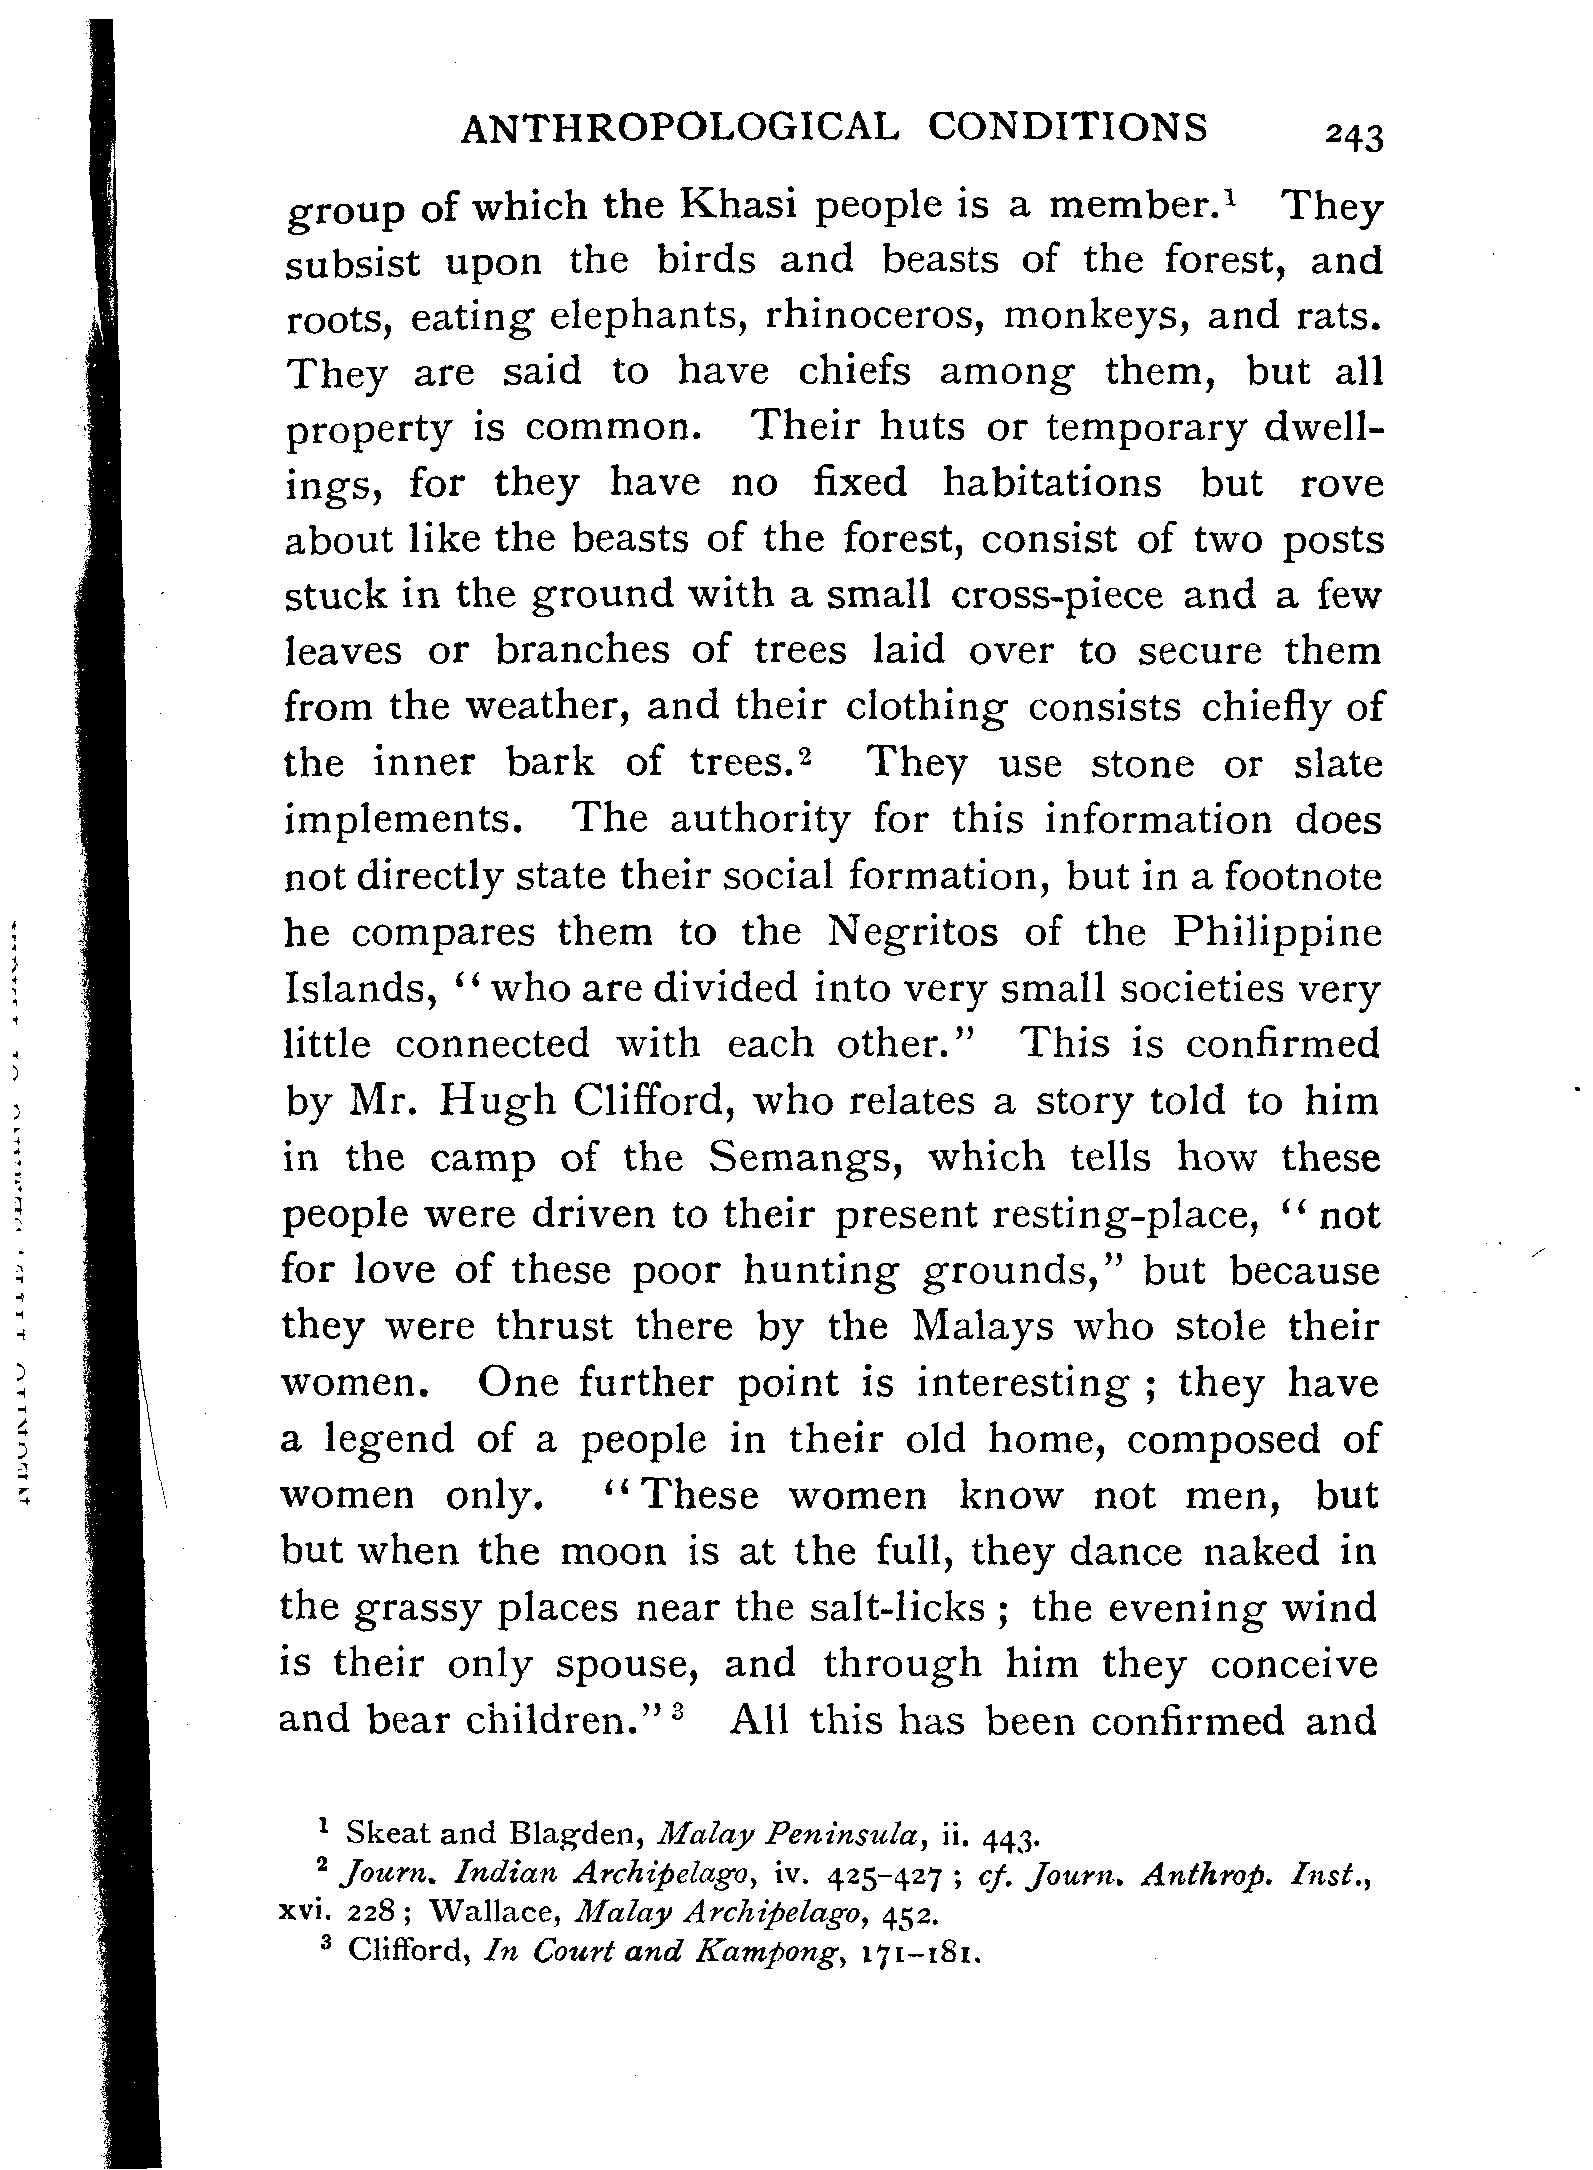 ANTHROPOLOGICAL CONDITIONS 243
group of which the Khasi people is a member.¹ They
subsist upon the birds and beasts of the forest, and
roots, eating elephants, rhinoceros, monkeys, and rats.
They are said to have chiefs among them, but all
property is common. Their huts or temporary dwell-
ings, for they have no fixed habitations but rove
about like the beasts of the forest, consist of two posts
stuck in the ground with a small cross-piece and a few
leaves or branches of trees laid over to secure them
from the weather, and their clothing consists chiefly of
the inner bark of trees.² They use stone or slate
implements. The authority for this information does
not directly state their social formation, but in a footnote
he compares them to the Negritos of the Philippine
Islands, “who are divided into very small societies very
little connected with each other.” This is confirmed
by Mr. Hugh Clifford, who relates a story told to him
in the camp of the Semangs, which tells how these
people were driven to their present resting-place, “not
for love of these poor hunting grounds,” but because
they were thrust there by the Malays who stole their
women. One further point is interesting ; they have
a legend of a people in their old home, composed of
women only. “These women know not men, but
but when the moon is at the full, they dance naked in
the grassy places near the salt-licks ; the evening wind
is their only spouse, and through him they conceive
and bear children.” ³ All this has been confirmed and
¹ Skeat and Blagden, Malay Peninsula, ii. 443.
² Journ. Indian Archipelago, iv. 425–427 ; cf. Journ. Anthrop. Inst.,
xvi. 228 ; Wallace, Malay Archipelago, 452.
³ Clifford, In Court and Kampong, 171–181.